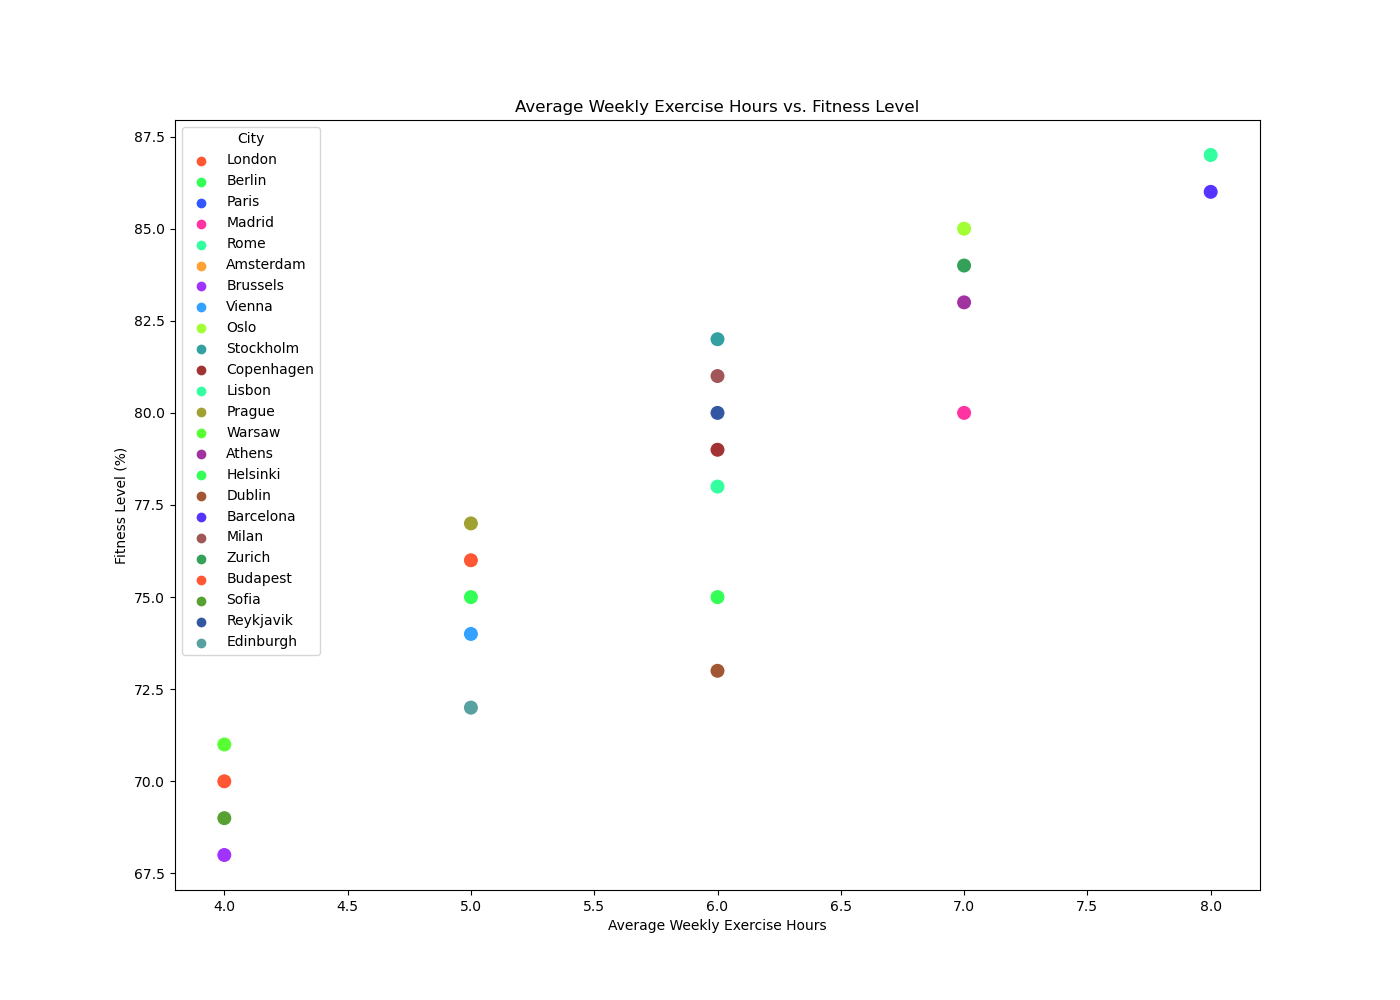 Average Weekly Exercise Hours vs. Fitness Level
87.5
85.0
82.5
80.0
77.5
75.0
72.5
70.0
67.5
Fitness Level (%)
City
London
Berlin
Paris
Madrid
Rome
Amsterdam
Brussels
Vienna
Oslo
Stockholm
Copenhagen
Lisbon
Prague
Warsaw
Athens
Helsinki
Dublin
Barcelona
Milan
Zurich
Budapest
Sofia
Reykjavik
Edinburgh
4.0 4.5 5.0 5.5 6.0 6.5 7.0 7.5 8.0
Average Weekly Exercise Hours